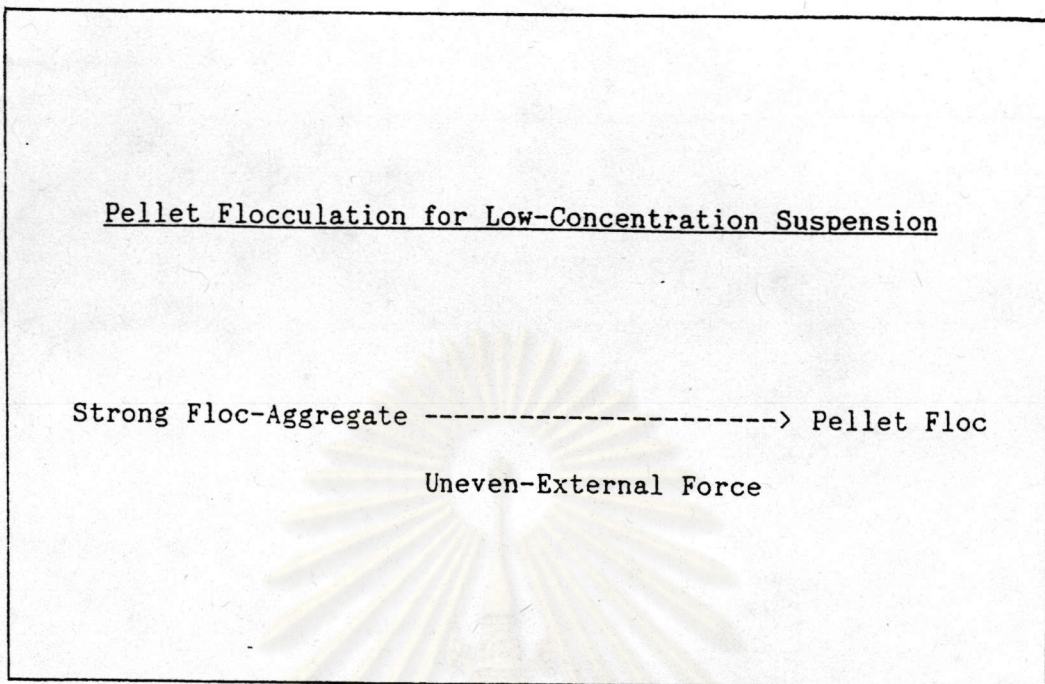 Pellet Flocculation for Low-Concentration Suspension
Strong Floc-Aggregate ----------------------> Pellet Floc
Uneven-External Force